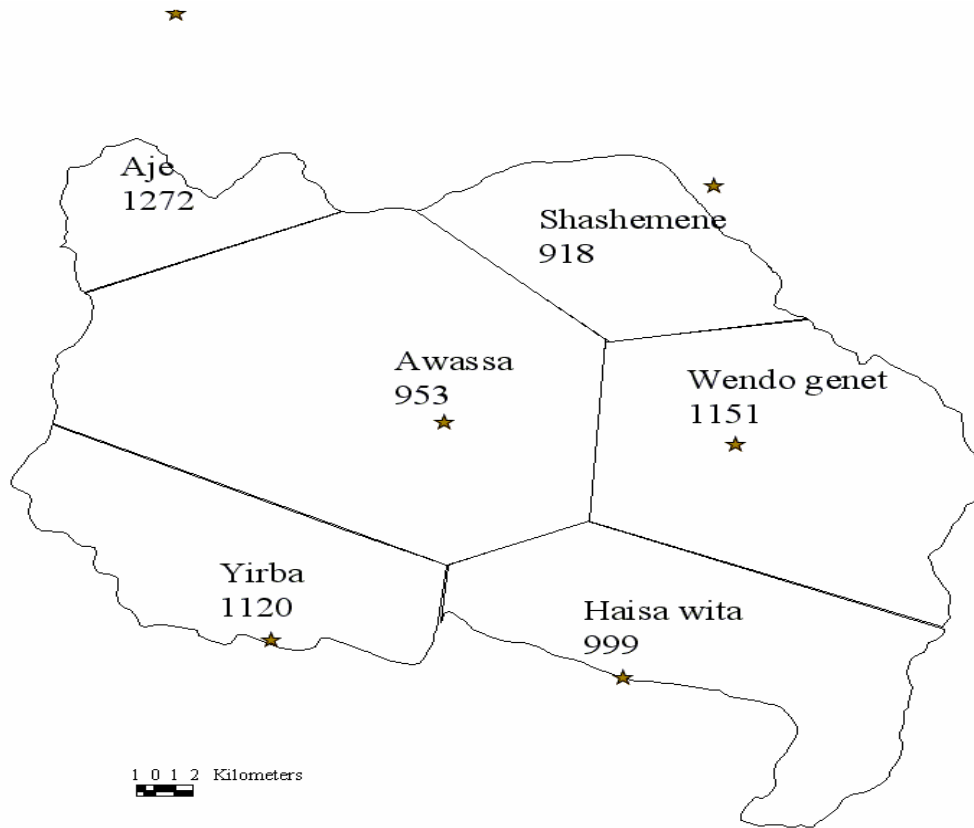 Aje
1272
Shashemene
918
Awassa
953
Wendo genet
1151
Yirba
1120
Haisa wita
999
1 0 1 2 Kilometers